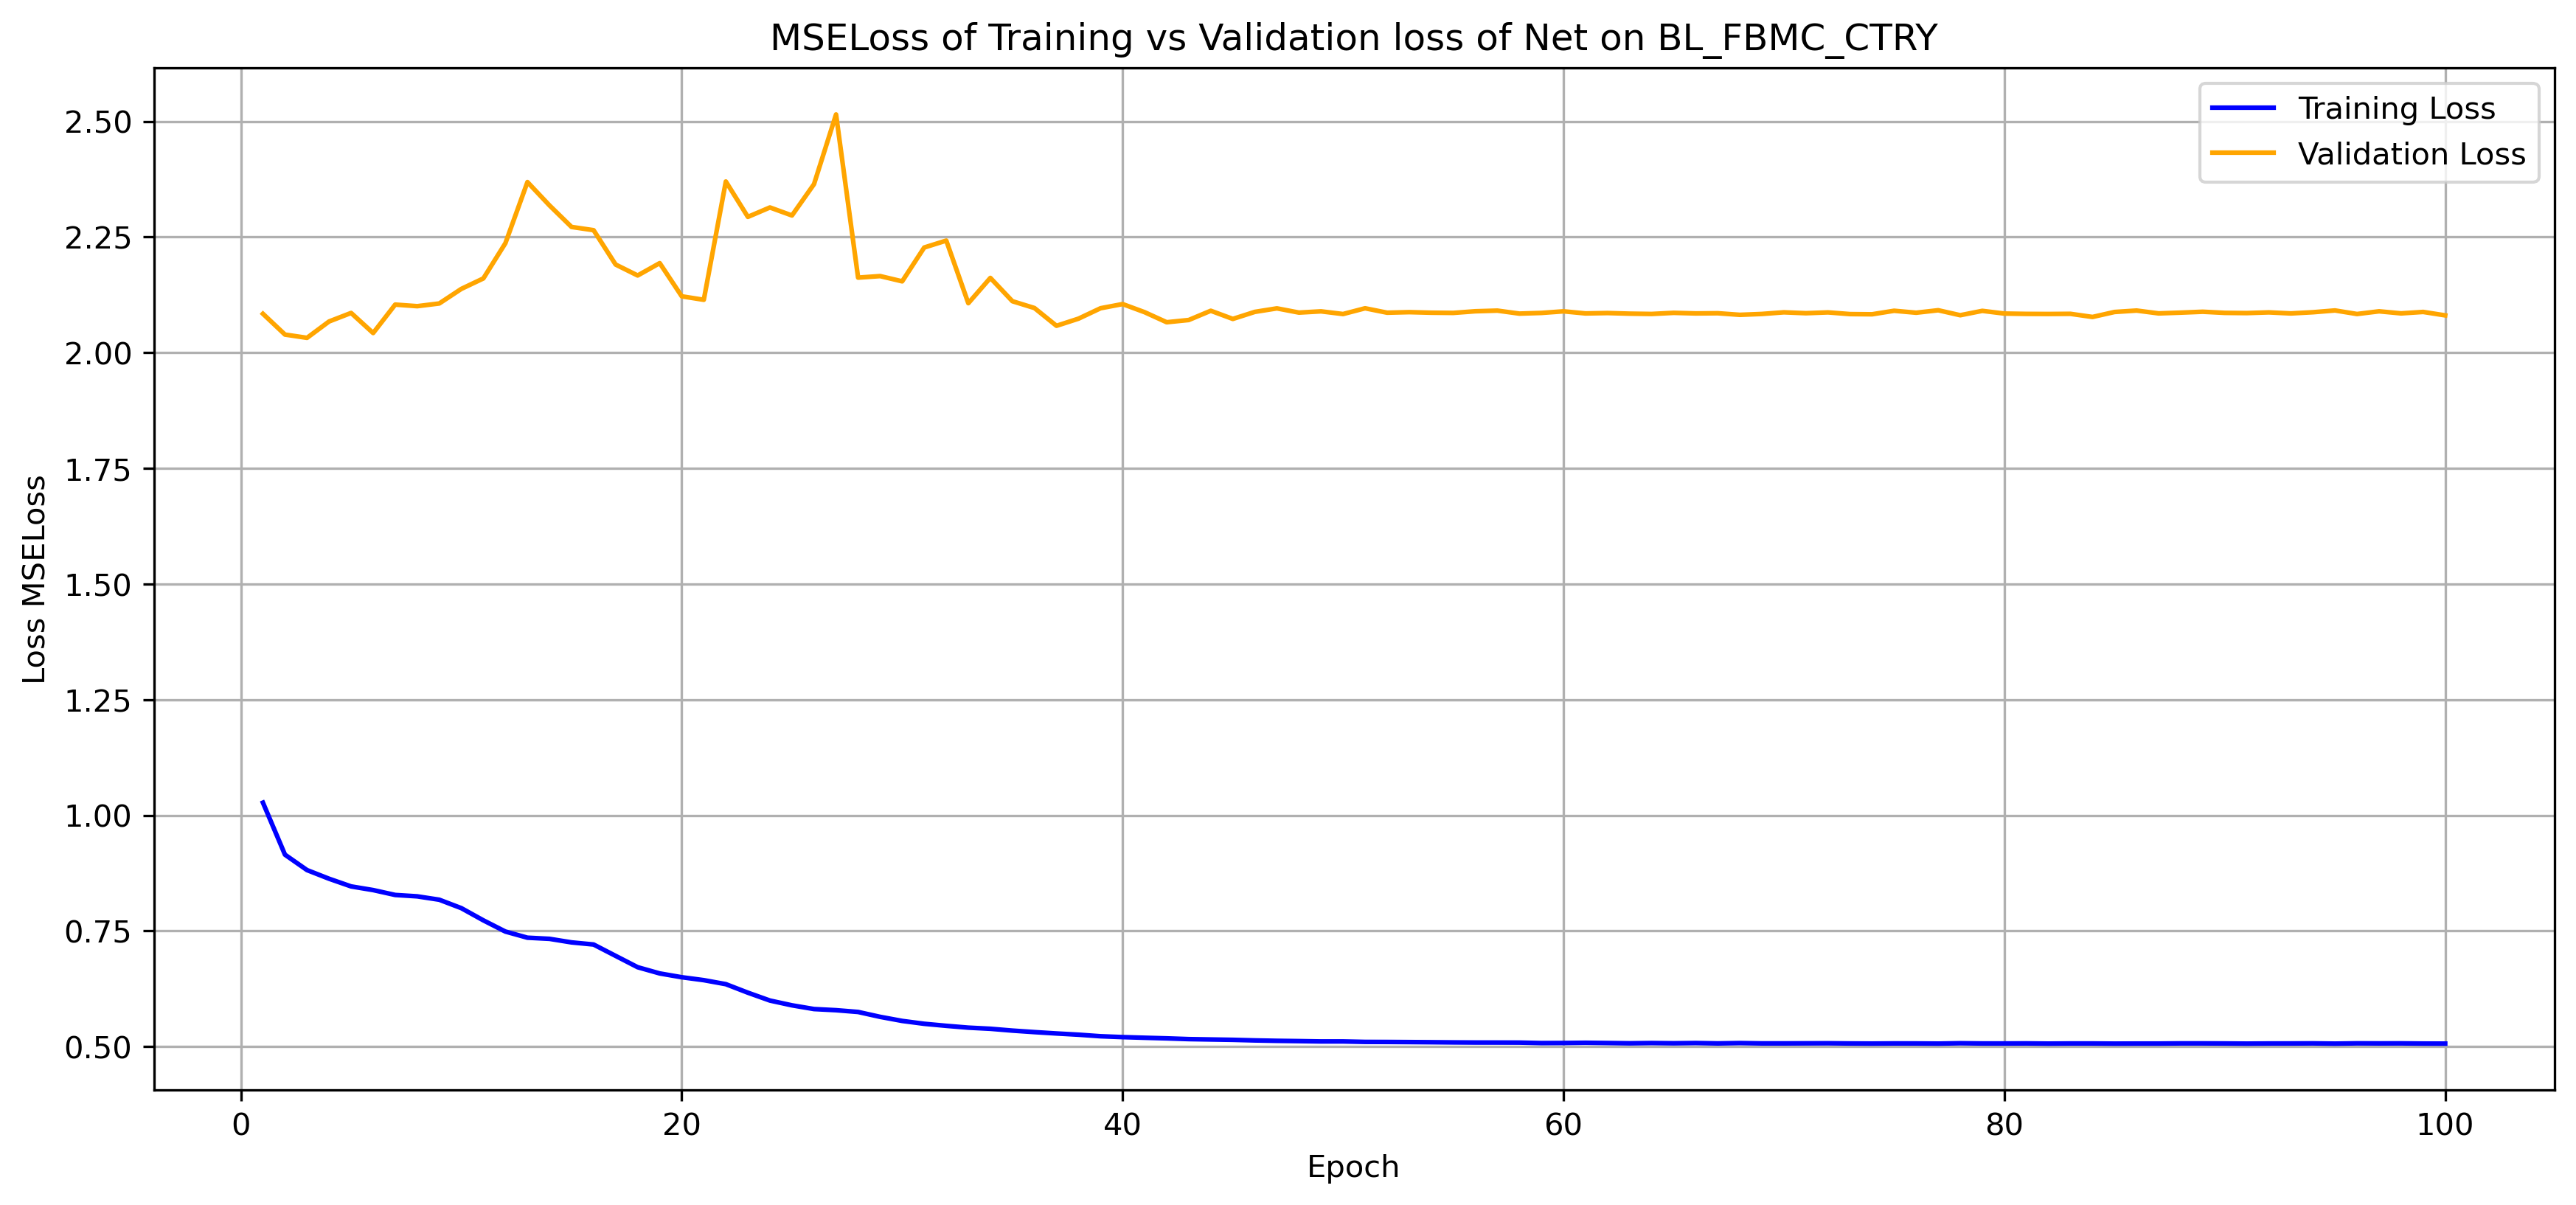 MSELoss of Training vs Validation loss of Net on BL_FBMC_CTRY
Training Loss
Validation Loss
Loss MSELoss
2.50
2.25
2.00
1.75
1.50
1.25
1.00
0.75
0.50
0 20 40 60 80 100
Epoch